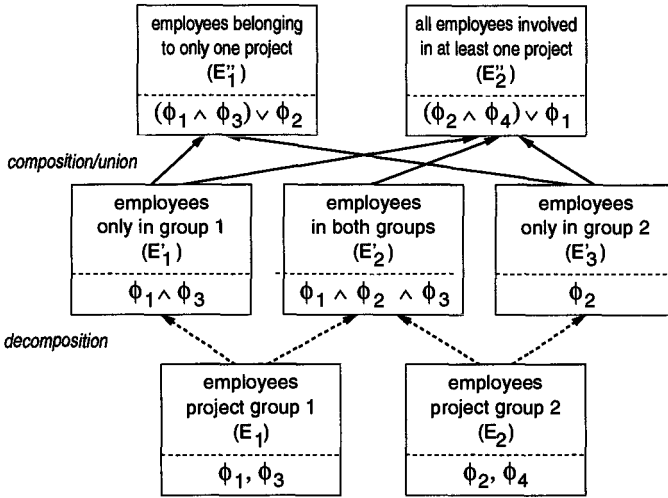 employees belonging
to only one project
(E''₁)
(ϕ₁ ∧ ϕ₃) ∨ ϕ₂
all employees involved
in at least one project
(E''₂)
(ϕ₂ ∧ ϕ₄) ∨ ϕ₁
composition/union
employees
only in group 1
(E'₁)
ϕ₁ ∧ ϕ₃
employees
in both groups
(E'₂)
ϕ₁ ∧ ϕ₂ ∧ ϕ₃
employees
only in group 2
(E'₃)
ϕ₂
decomposition
employees
project group 1
(E₁)
ϕ₁, ϕ₃
employees
project group 2
(E₂)
ϕ₂, ϕ₄